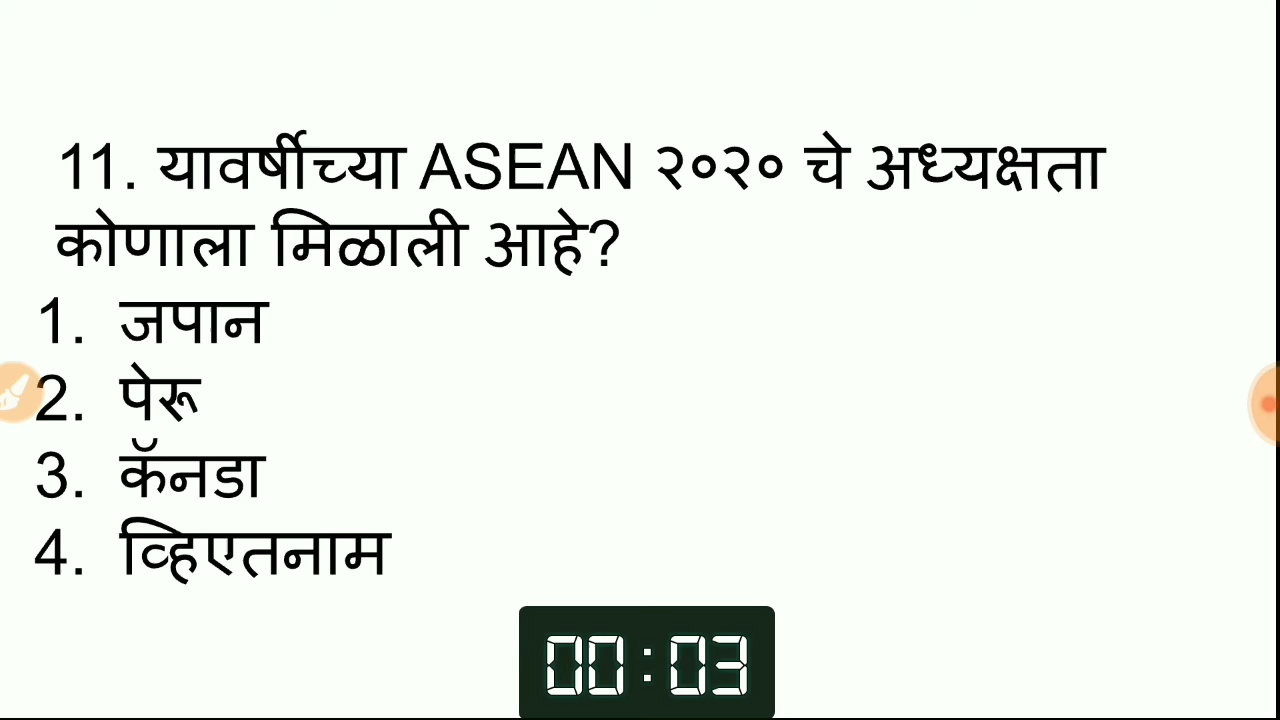 11. यावर्षीच्या ASEAN २०२० चे अध्यक्षता
कोणाला मिळाली आहे?
1. जपान
2. पेरू
3. कॅनडा
4. व्हिएतनाम
00:03